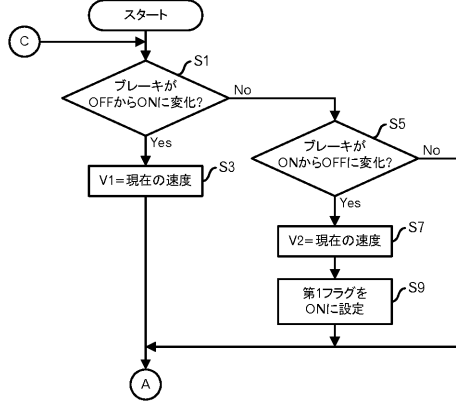 スタート
C
S1
ブレーキが
OFFからONに変化?
No
Yes
S3
V1=現在の速度
S5
ブレーキが
ONからOFFに変化?
No
Yes
S7
V2=現在の速度
S9
第1フラグを
ONに設定
A